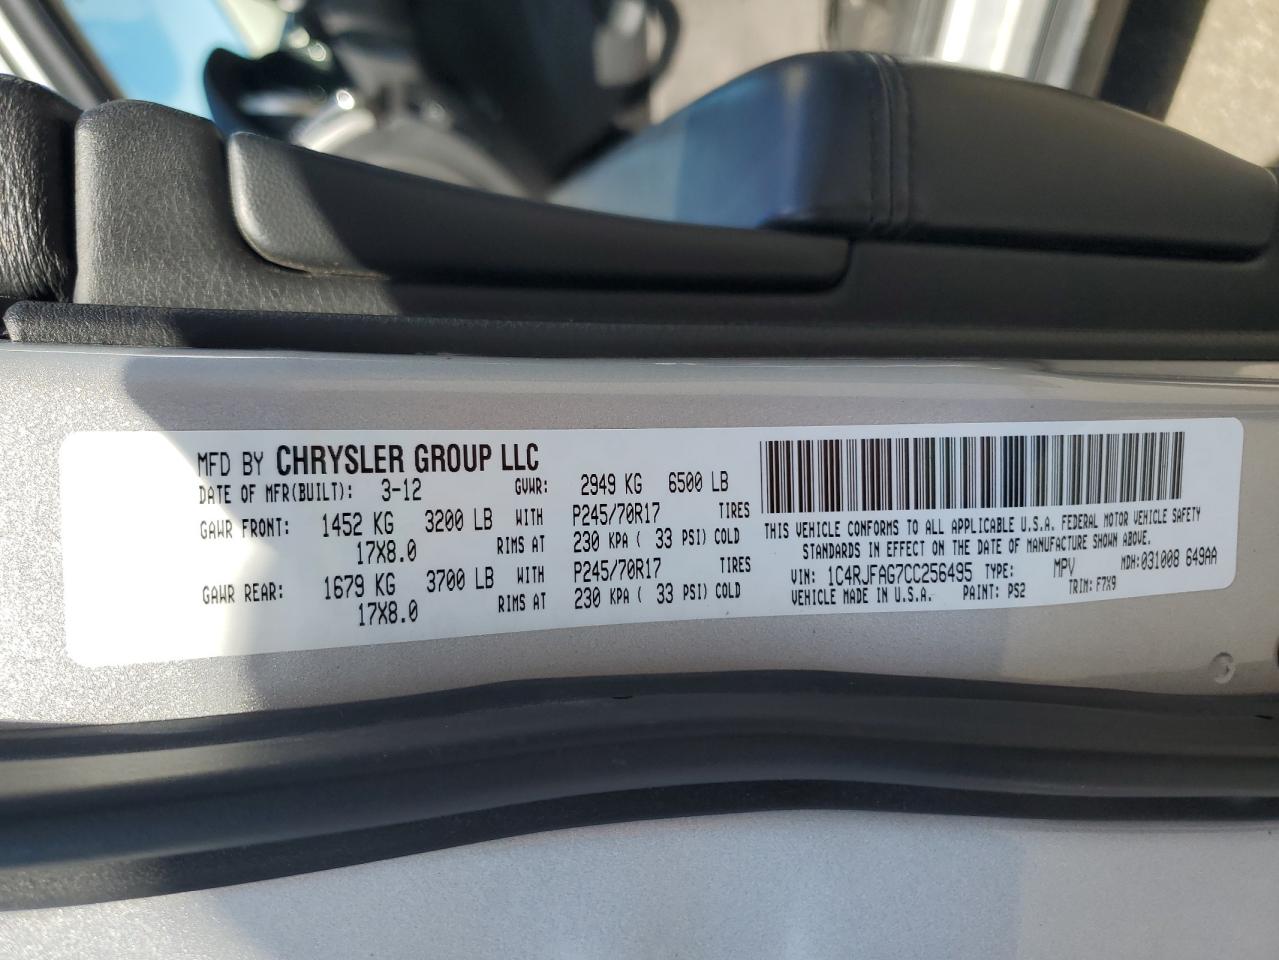 MFD BY CHRYSLER GROUP LLC
DATE OF MFR(BUILT): 3-12 GVWR: 2949 KG 6500 LB
GAWR FRONT: 1452 KG 3200 LB WITH P245/70R17 TIRES
17X8.0 RIMS AT 230 KPA ( 33 PSI) COLD
GAWR REAR: 1679 KG 3700 LB WITH P245/70R17 TIRES
17X8.0 RIMS AT 230 KPA ( 33 PSI) COLD
THIS VEHICLE CONFORMS TO ALL APPLICABLE U.S.A. FEDERAL MOTOR VEHICLE SAFETY
STANDARDS IN EFFECT ON THE DATE OF MANUFACTURE SHOWN ABOVE.
VIN: 1C4RJFAG7CC256495 TYPE: MPV MDH:031008 649AA
VEHICLE MADE IN U.S.A. PAINT: PS2 TRIM: F7X9